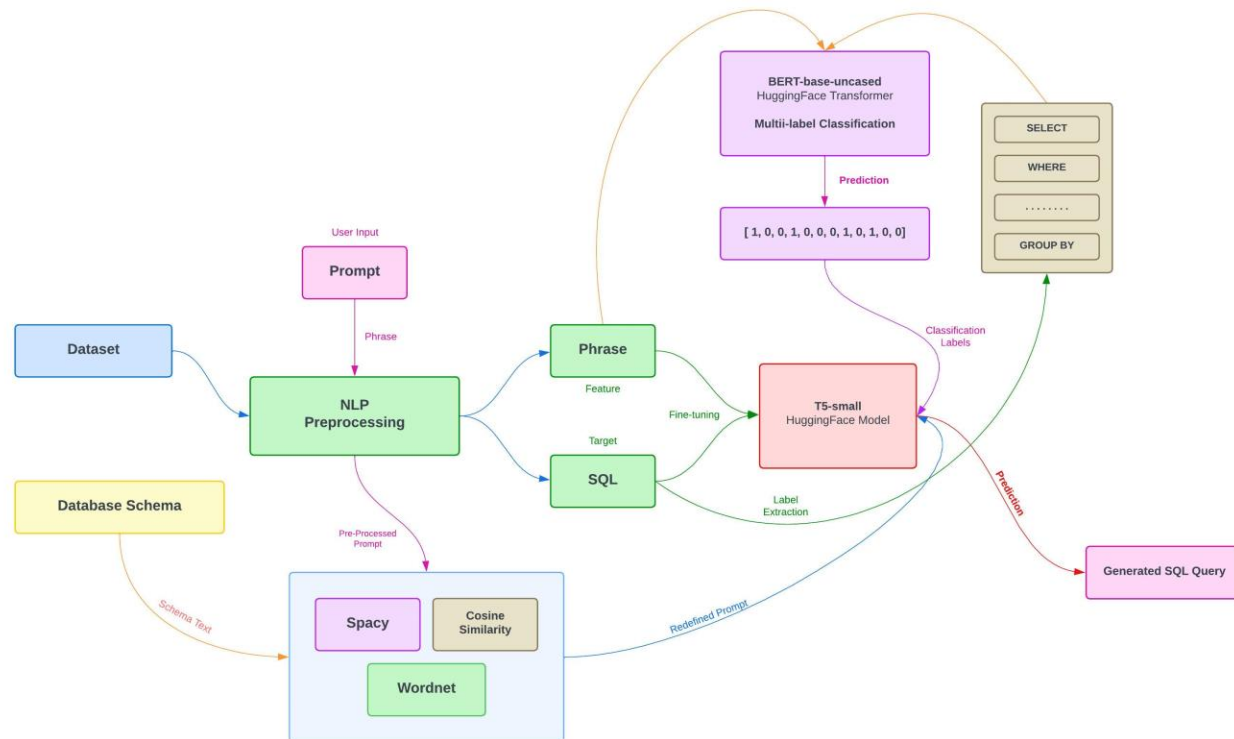 BERT-base-uncased
HuggingFace Transformer
Multii-label Classification
SELECT
WHERE
. . . . . . . .
GROUP BY
Prediction
[ 1, 0, 0, 1, 0, 0, 0, 1, 0, 1, 0, 0]
User Input
Prompt
Phrase
Classification
Labels
Dataset
NLP
Preprocessing
Phrase
Feature
Fine-tuning
T5-small
HuggingFace Model
Target
SQL
Label
Extraction
Prediction
Database Schema
Pre-Processed
Prompt
Generated SQL Query
Schema Text
Spacy
Cosine
Similarity
Wordnet
Redefined Prompt